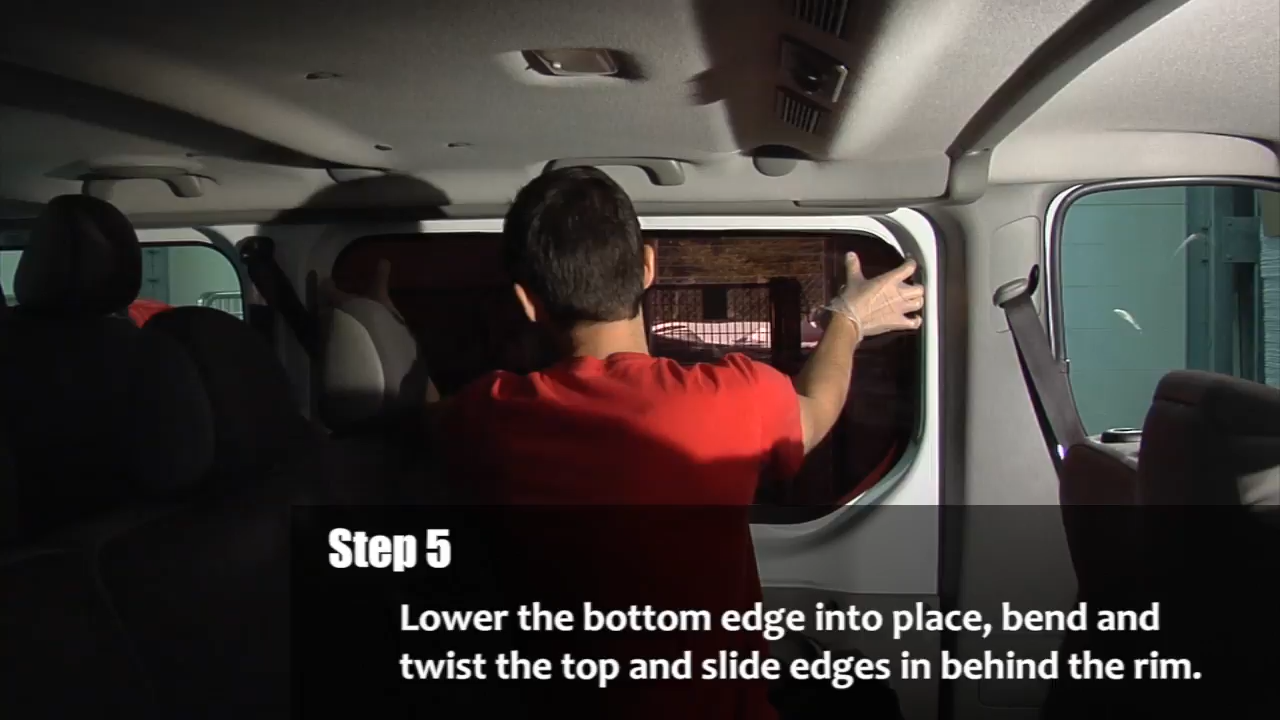 Step 5
Lower the bottom edge into place, bend and
twist the top and slide edges in behind the rim.